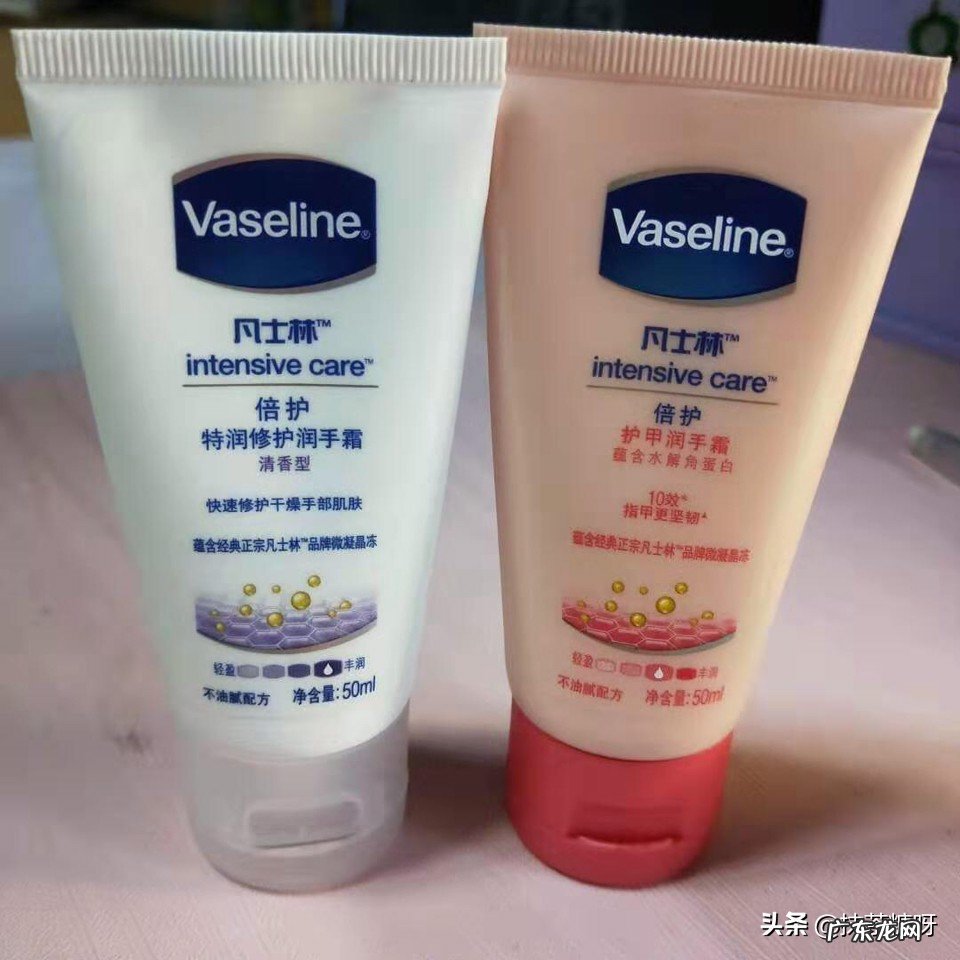 Vaseline®
凡士林™
intensive care™
倍护
特润修护润手霜
清香型
快速修护干燥手部肌肤
蕴含经典正宗凡士林™品牌微凝晶冻
轻盈 丰润
不油腻配方 净含量:50ml
Vaseline®
凡士林™
intensive care™
倍护
护甲润手霜
蕴含水解角蛋白
10效*
指甲更坚韧▲
蕴含经典正宗凡士林™品牌微凝晶冻
轻盈 丰润
不油腻配方 净含量:50ml
头条
广东龙网